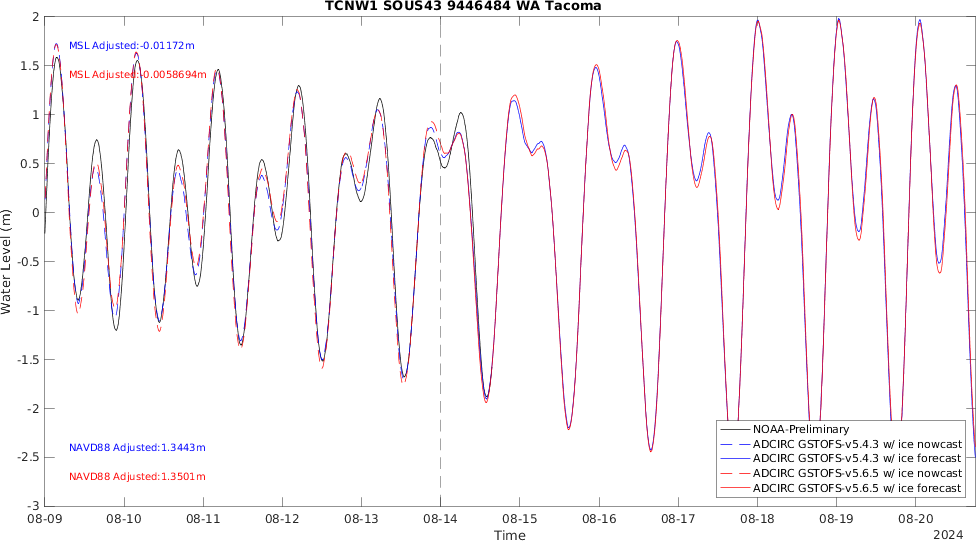 TCNW1 SOUS43 9446484 WA Tacoma
MSL Adjusted:-0.01172m
MSL Adjusted:-0.0058694m
2
1.5
1
0.5
0
-0.5
-1
-1.5
-2
-2.5
-3
Water Level (m)
NAVD88 Adjusted:1.3443m
NAVD88 Adjusted:1.3501m
NOAA-Preliminary
ADCIRC GSTOFS-v5.4.3 w/ ice nowcast
ADCIRC GSTOFS-v5.4.3 w/ ice forecast
ADCIRC GSTOFS-v5.6.5 w/ ice nowcast
ADCIRC GSTOFS-v5.6.5 w/ ice forecast
08-09 08-10 08-11 08-12 08-13 08-14 08-15 08-16 08-17 08-18 08-19 08-20
Time
2024